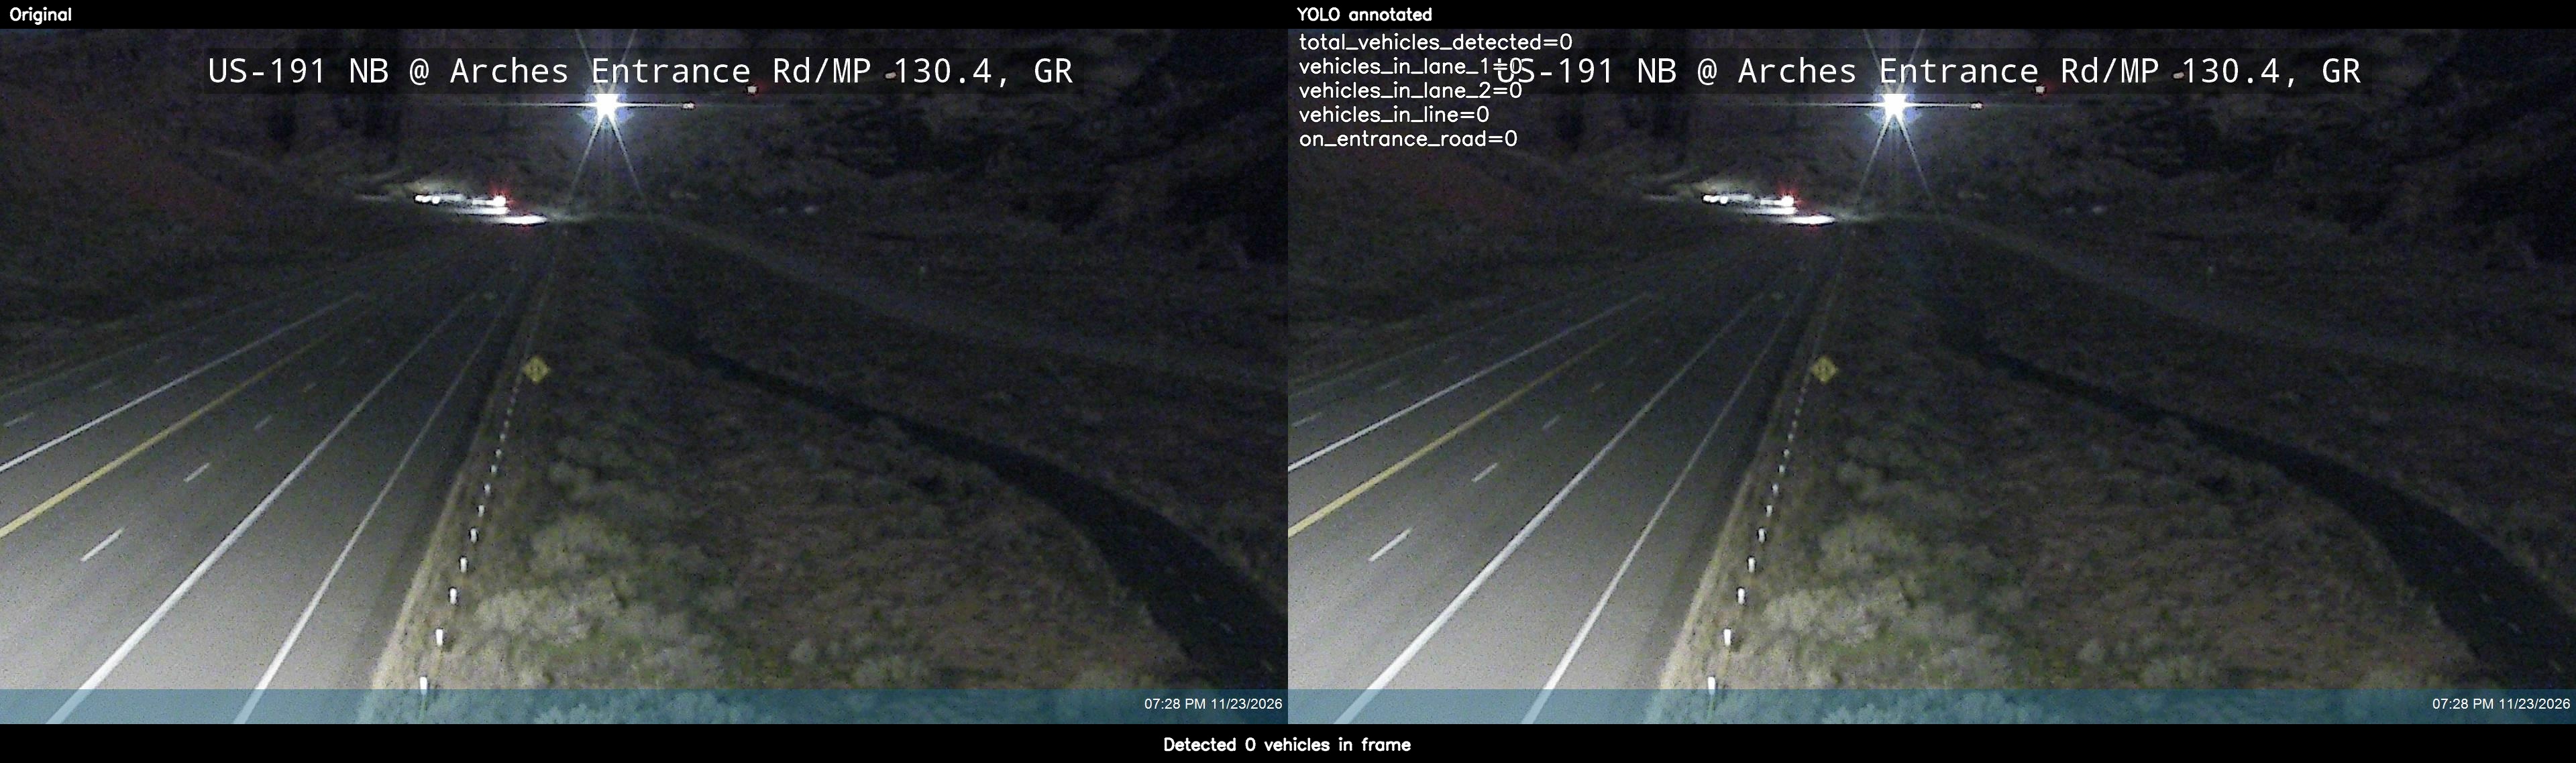 Original
US-191 NB @ Arches Entrance Rd/MP 130.4, GR
07:28 PM 11/23/2026
YOLO annotated
total_vehicles_detected=0
vehicles_in_lane_1=0
vehicles_in_lane_2=0
vehicles_in_line=0
on_entrance_road=0
US-191 NB @ Arches Entrance Rd/MP 130.4, GR
07:28 PM 11/23/2026
Detected 0 vehicles in frame